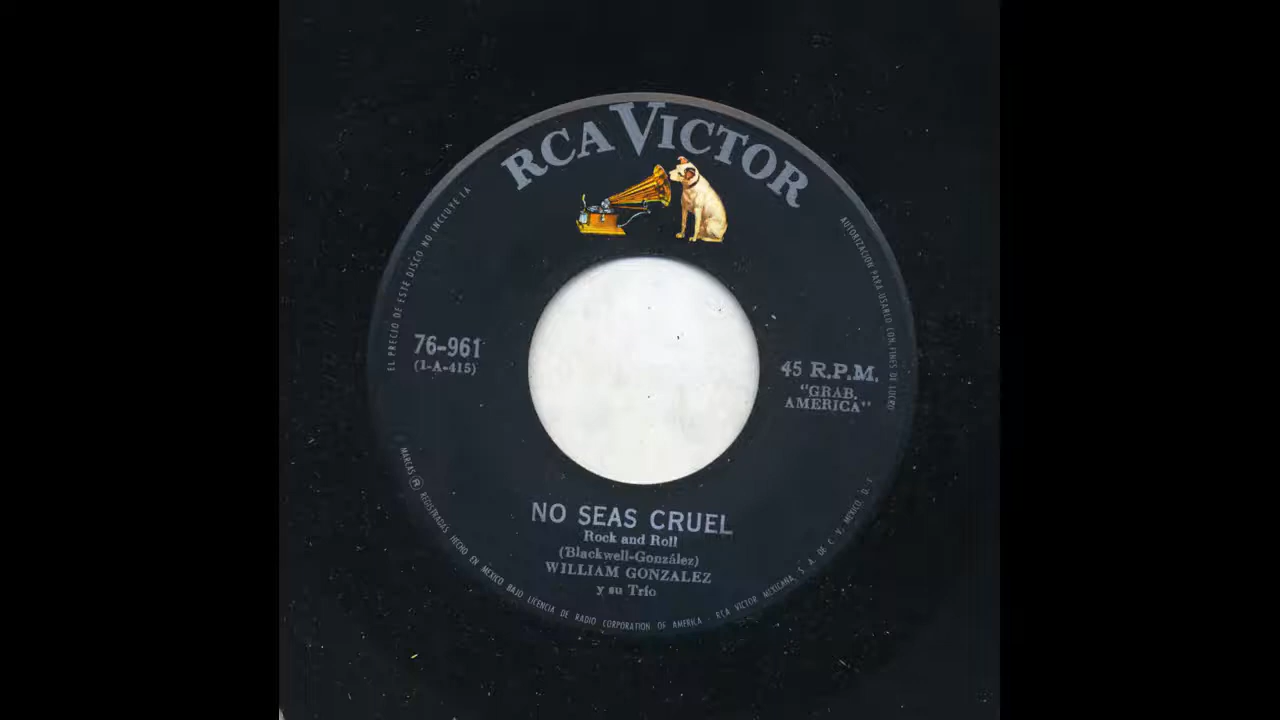 RCA VICTOR
EL PRECIO DE ESTE DISCO NO INCLUYE LA
AUTORIZACION PARA USARLO CON FINES DE LUCRO
76-961
(1-A-415)
45 R.P.M.
"GRAB.
AMERICA"
NO SEAS CRUEL
Rock and Roll
(Blackwell-González)
WILLIAM GONZALEZ
y su Trío
MARCAS ® REGISTRADAS HECHO EN MEXICO BAJO LICENCIA DE RADIO CORPORATION OF AMERICA - RCA VICTOR MEXICANA, S. A. DE C. V. MEXICO, D. F.